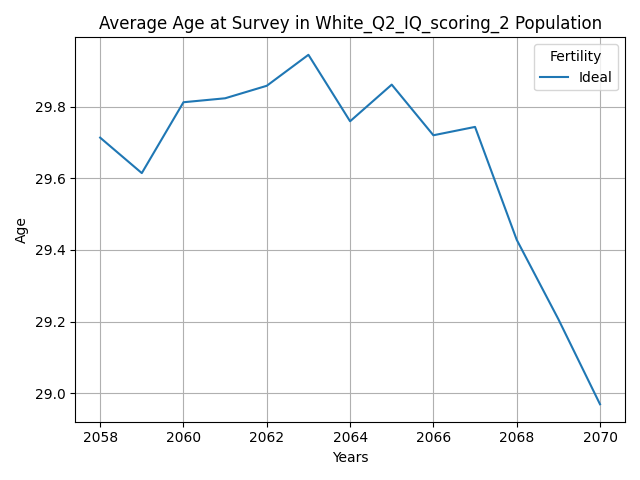 Average Age at Survey in White_Q2_IQ_scoring_2 Population
Fertility
Ideal
29.8
29.6
29.4
29.2
29.0
Age
2058 2060 2062 2064 2066 2068 2070
Years